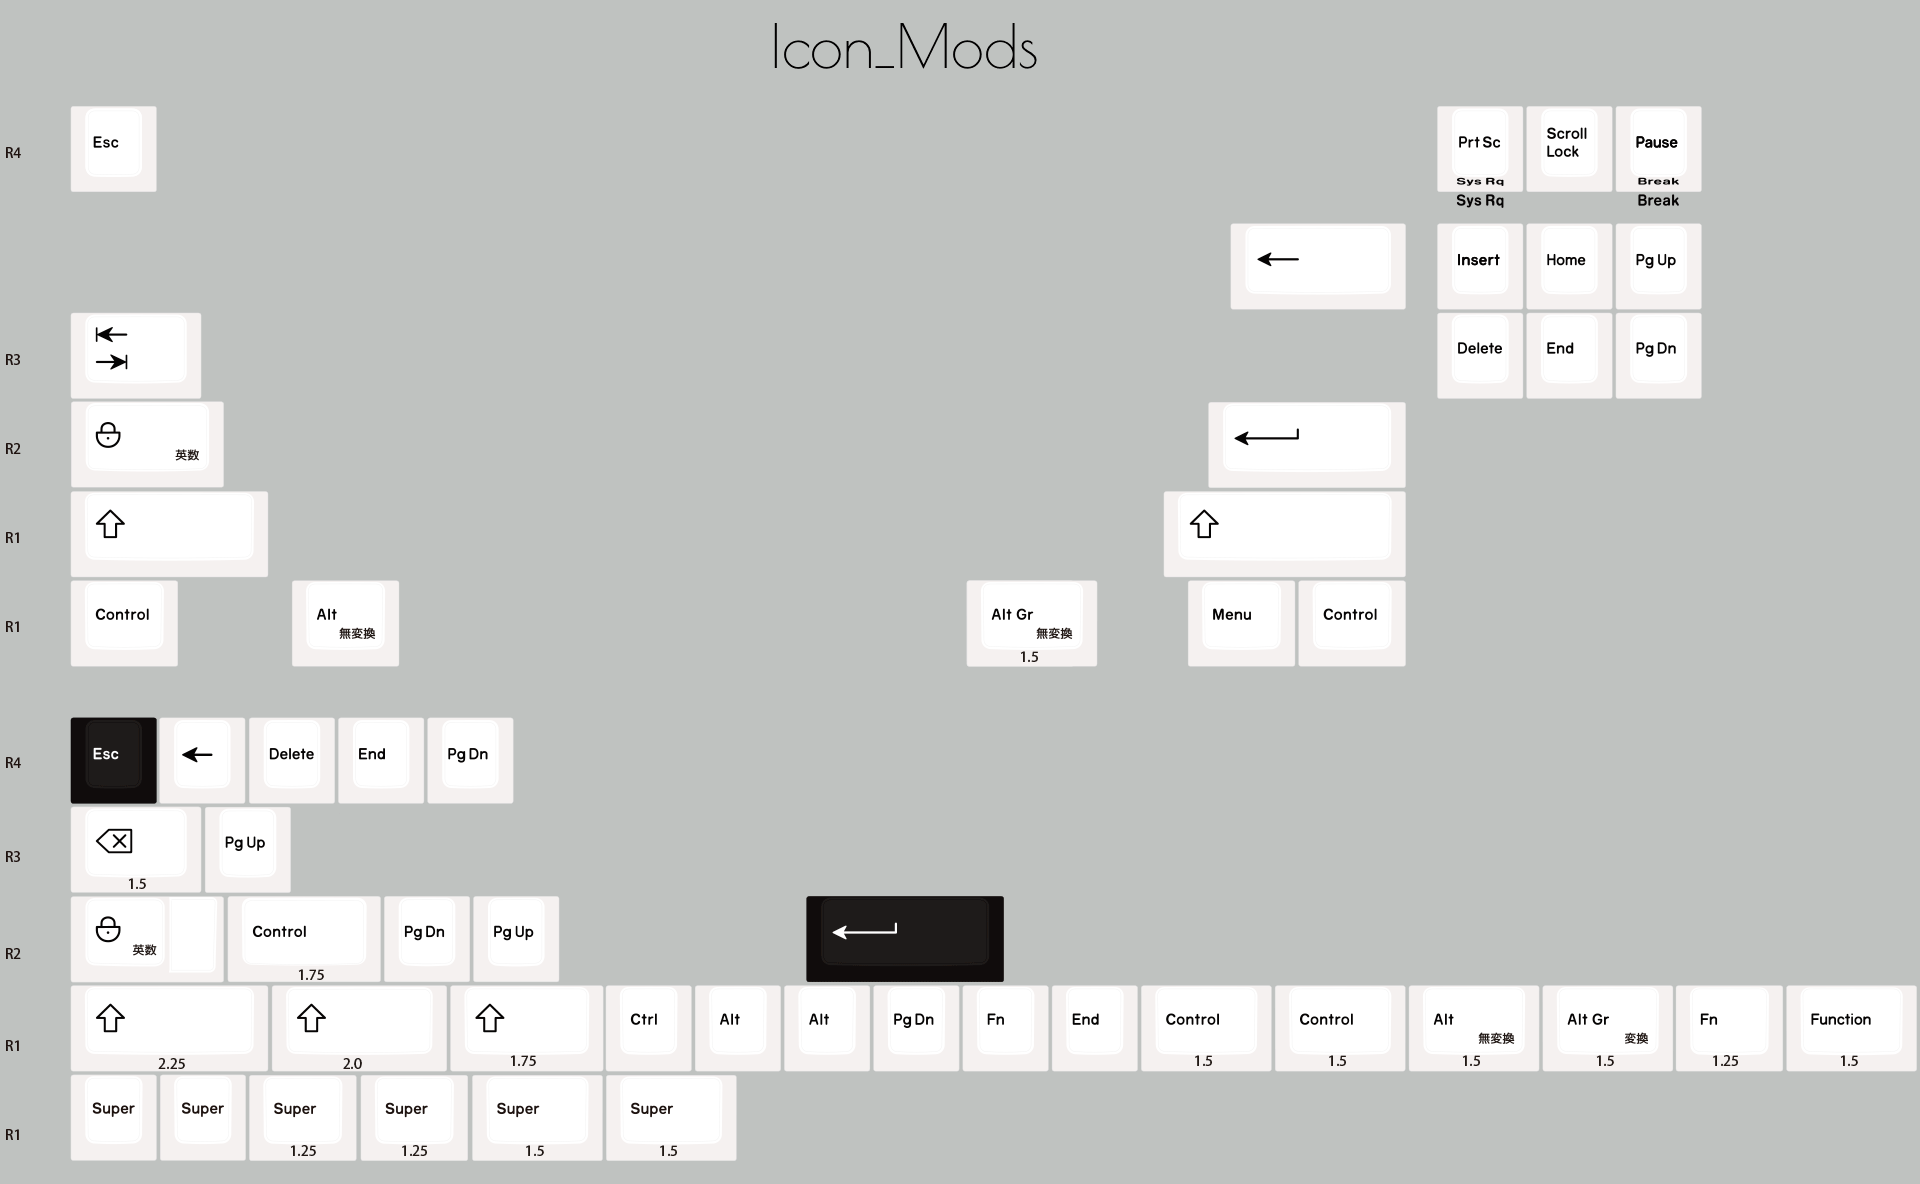 Icon_Mods
R4
Esc
Prt Sc
Sys Rq
Sys Rq
Scroll
Lock
Pause
Break
Break
Insert
Home
Pg Up
R3
Delete
End
Pg Dn
R2
英数
R1
R1
Control
Alt
無変換
Alt Gr
無変換
1.5
Menu
Control
R4
Esc
Delete
End
Pg Dn
R3
1.5
Pg Up
R2
英数
Control
1.75
Pg Dn
Pg Up
R1
2.25
2.0
1.75
Ctrl
Alt
Alt
Pg Dn
Fn
End
Control
1.5
Control
1.5
Alt
無変換
1.5
Alt Gr
変換
1.5
Fn
1.25
Function
1.5
R1
Super
Super
Super
1.25
Super
1.25
Super
1.5
Super
1.5